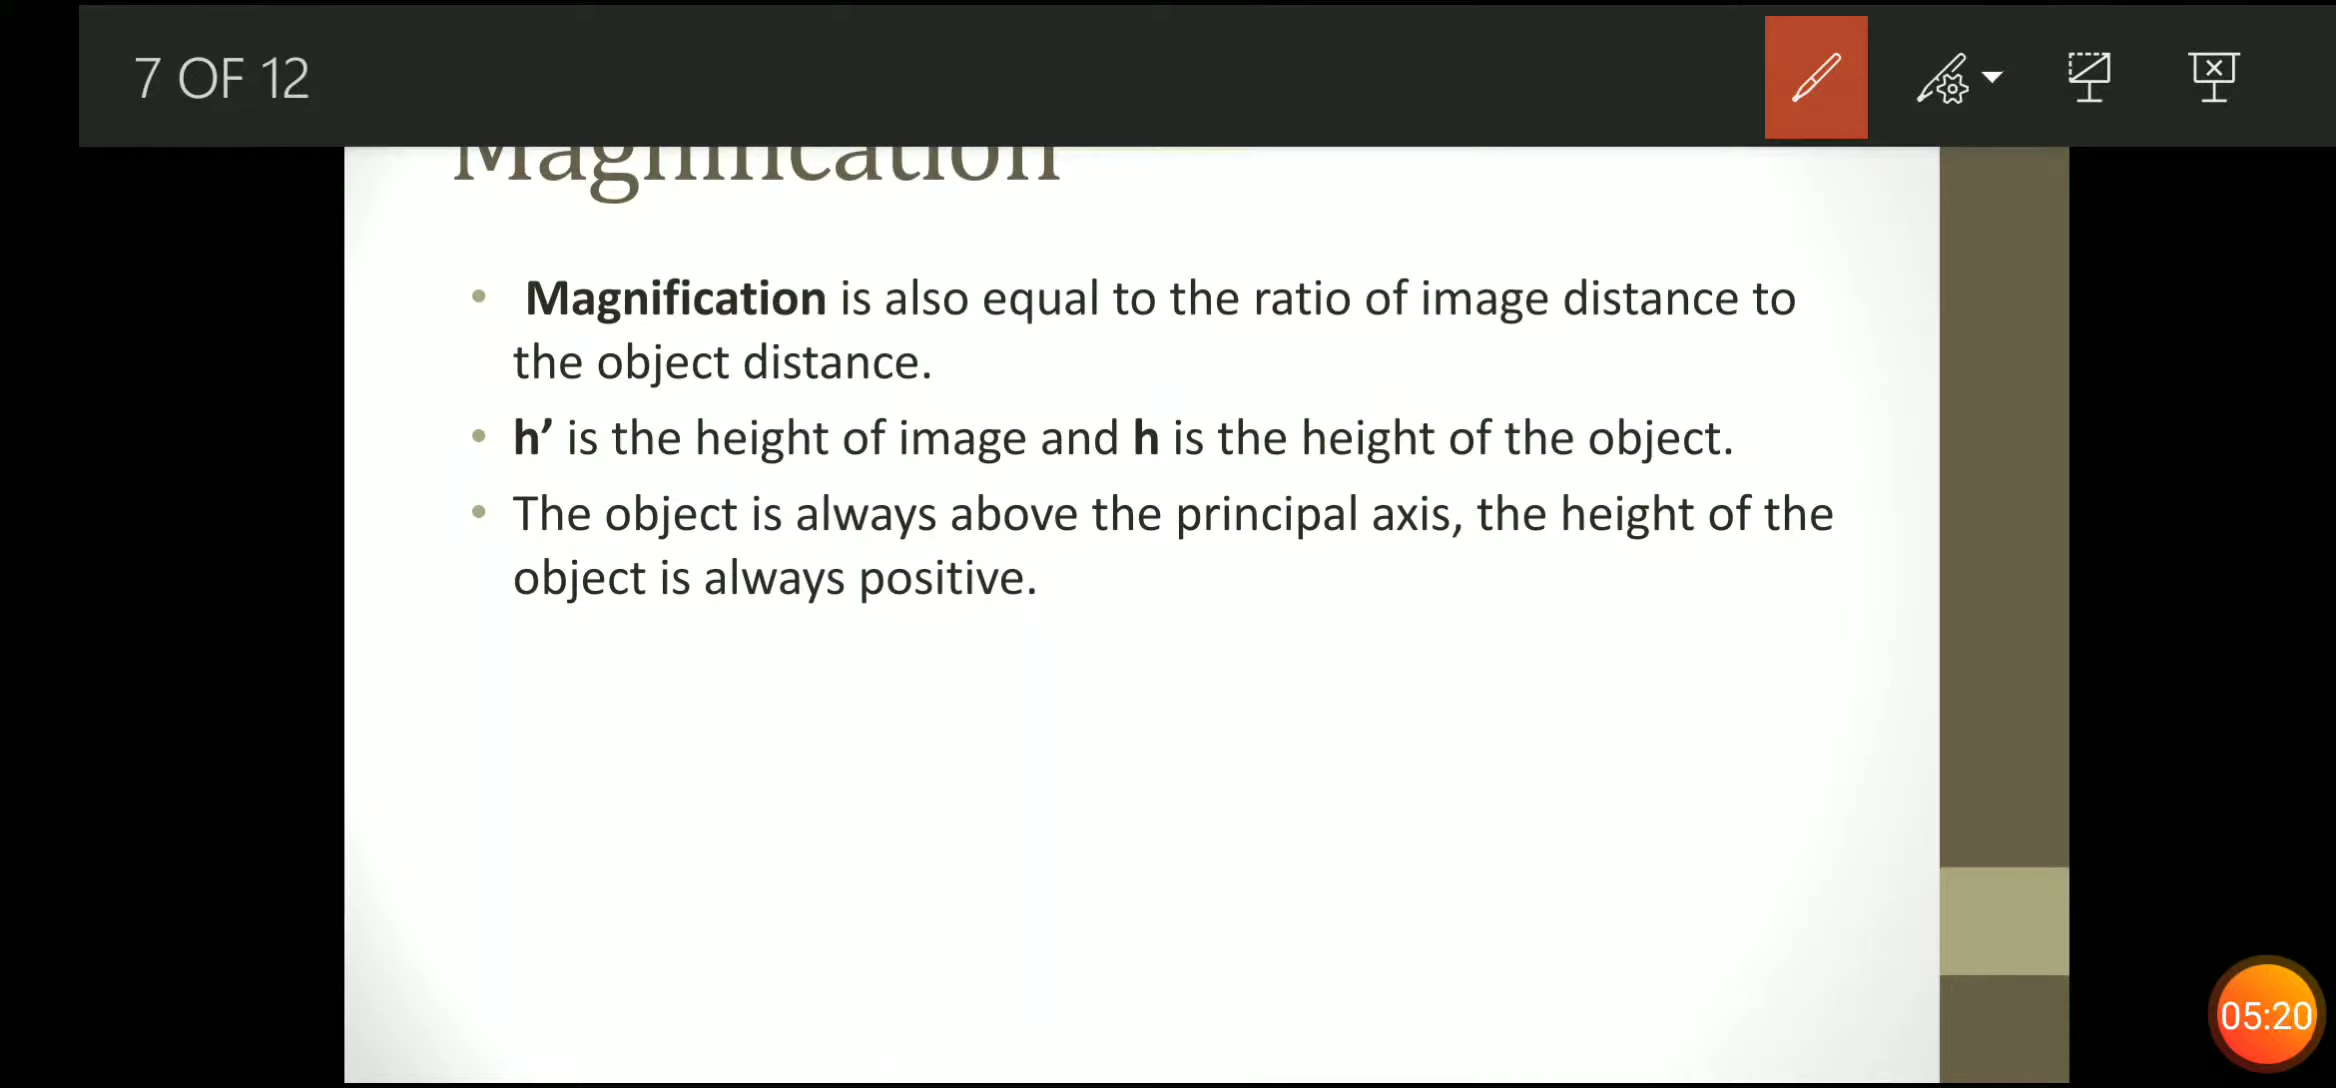 7 OF 12
Magnification
• Magnification is also equal to the ratio of image distance to
the object distance.
• h’ is the height of image and h is the height of the object.
• The object is always above the principal axis, the height of the
object is always positive.
05:20